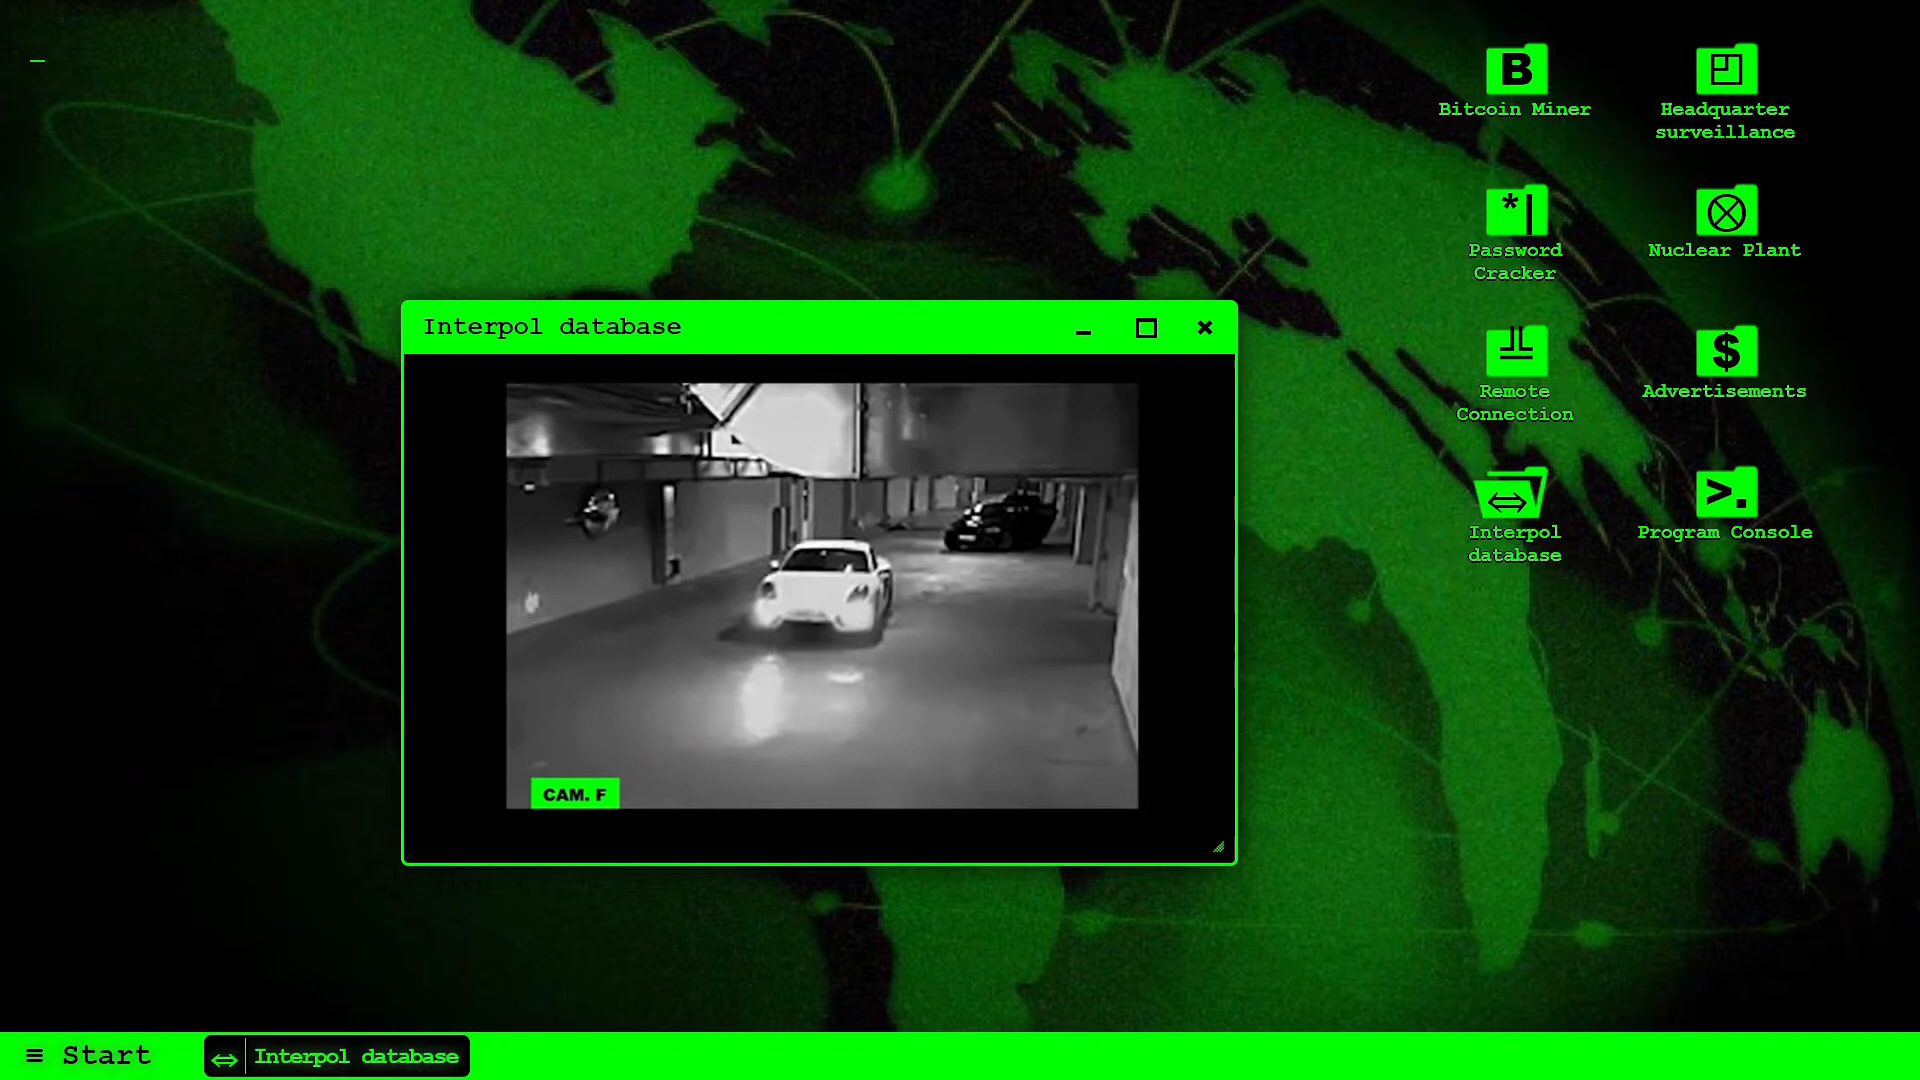 Bitcoin Miner
Headquarter
surveillance
Password
Cracker
Nuclear Plant
Remote
Connection
Advertisements
Interpol
database
Program Console
Interpol database
CAM. F
Start
Interpol database